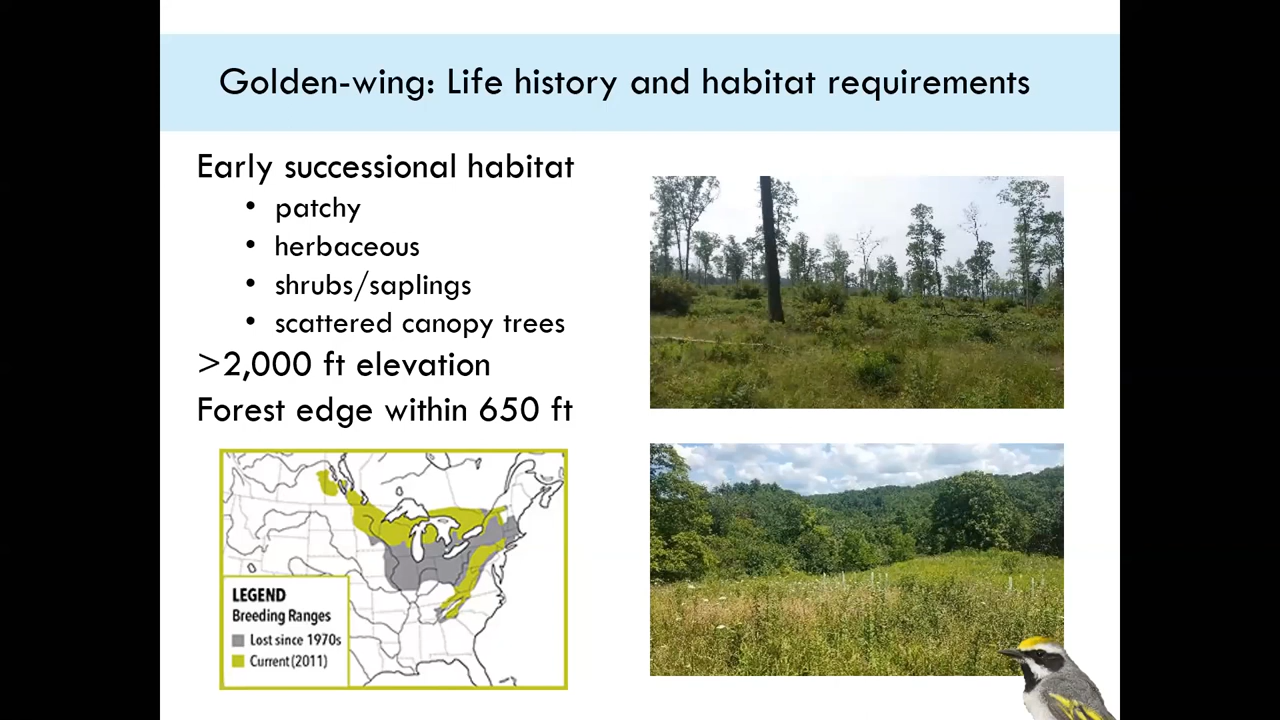 Golden-wing: Life history and habitat requirements
Early successional habitat
• patchy
• herbaceous
• shrubs/saplings
• scattered canopy trees
>2,000 ft elevation
Forest edge within 650 ft
LEGEND
Breeding Ranges
Lost since 1970s
Current (2011)